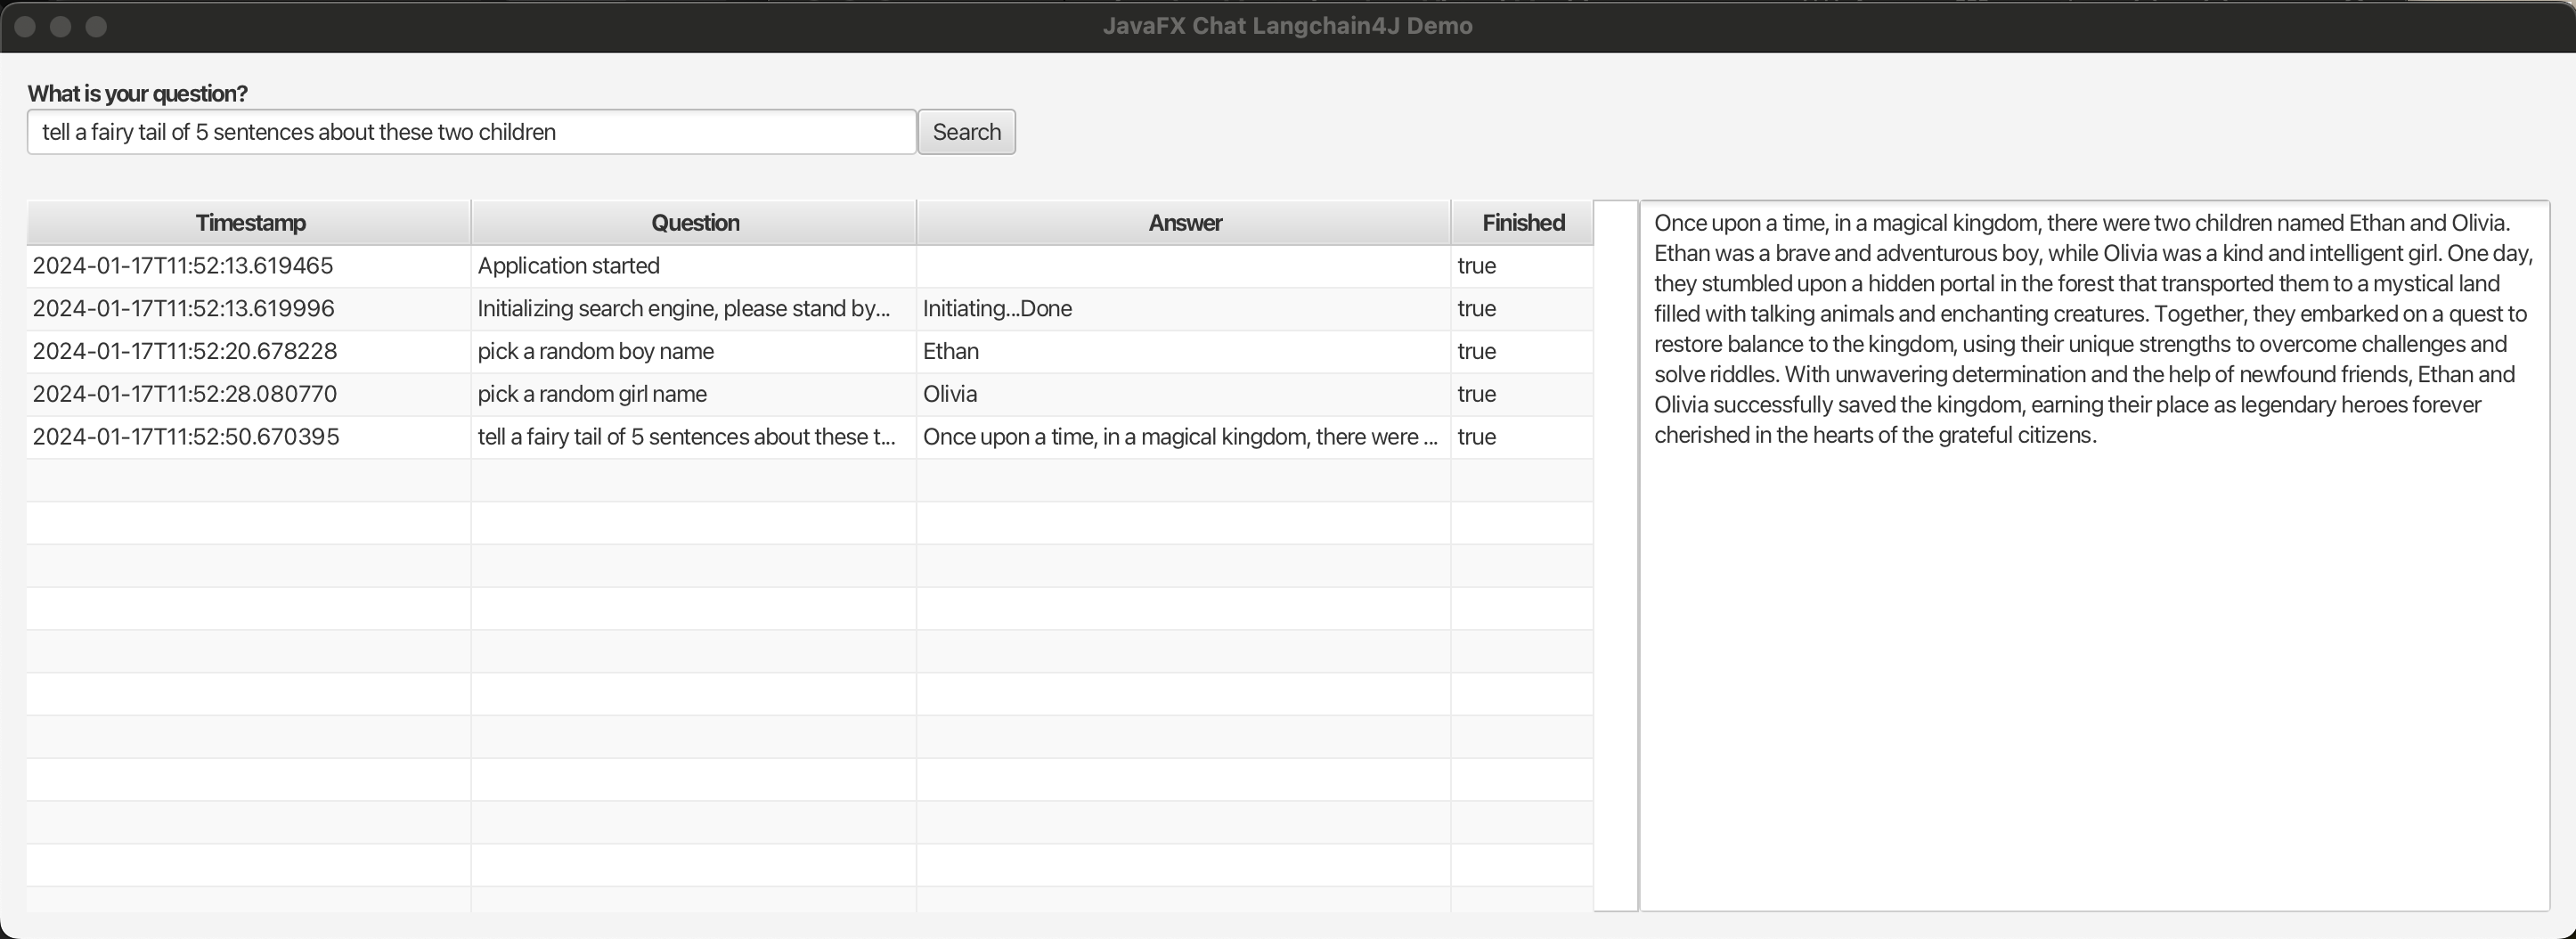 JavaFX Chat Langchain4J Demo
What is your question?
tell a fairy tail of 5 sentences about these two children
Search
Timestamp Question Answer Finished
2024-01-17T11:52:13.619465 Application started true
2024-01-17T11:52:13.619996 Initializing search engine, please stand by... Initiating...Done true
2024-01-17T11:52:20.678228 pick a random boy name Ethan true
2024-01-17T11:52:28.080770 pick a random girl name Olivia true
2024-01-17T11:52:50.670395 tell a fairy tail of 5 sentences about these t... Once upon a time, in a magical kingdom, there were ... true
Once upon a time, in a magical kingdom, there were two children named Ethan and Olivia.
Ethan was a brave and adventurous boy, while Olivia was a kind and intelligent girl. One day,
they stumbled upon a hidden portal in the forest that transported them to a mystical land
filled with talking animals and enchanting creatures. Together, they embarked on a quest to
restore balance to the kingdom, using their unique strengths to overcome challenges and
solve riddles. With unwavering determination and the help of newfound friends, Ethan and
Olivia successfully saved the kingdom, earning their place as legendary heroes forever
cherished in the hearts of the grateful citizens.